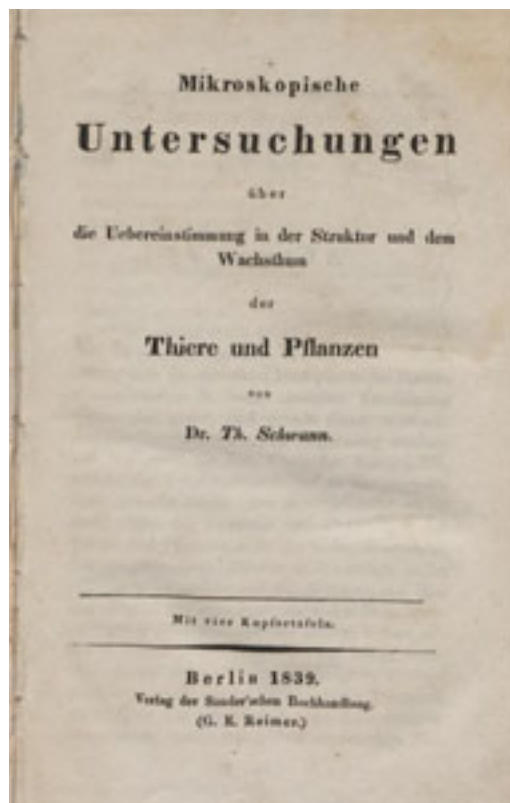 Mikroskopische
Untersuchungen
über
die Uebereinstimmung in der Struktur und dem
Wachsthum
der
Thiere und Pflanzen
von
Dr. Th. Schwann.
Mit vier Kupfertafeln.
Berlin 1839.
Verlag der Sander'schen Buchhandlung.
(G. E. Reimer.)